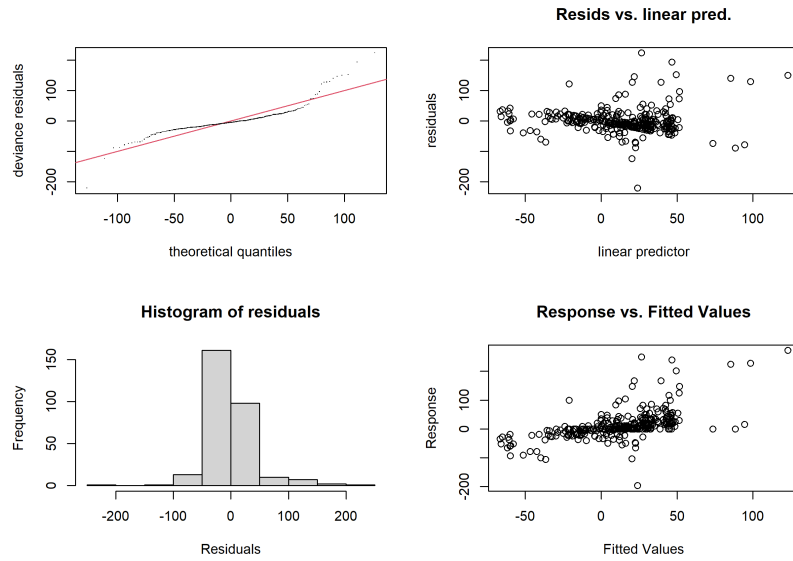 deviance residuals
-200
0
100
-100
-50
0
50
100
theoretical quantiles
Resids vs. linear pred.
residuals
-200
0
100
-50
0
50
100
linear predictor
Histogram of residuals
Frequency
0
50
100
150
-200
-100
0
100
200
Residuals
Response vs. Fitted Values
Response
-200
0
100
-50
0
50
100
Fitted Values